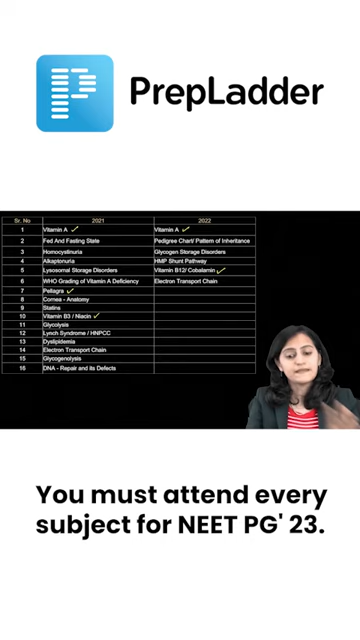 PrepLadder
Sr. No 2021 2022
1 Vitamin A Vitamin A
2 Fed and Fasting State Pedigree Chart/ Pattern of Inheritance
3 Homocystinuria Glycogen Storage Disorders
4 Alkaptonuria HMP Shunt Pathway
5 Lysosomal Storage Disorders Vitamin B12/ Cobalamin
6 WHO Grading of Vitamin A Deficiency Electron Transport Chain
7 Pellagra
8 Cornea - Anatomy
9 Statins
10 Vitamin B3 / Niacin
11 Glycolysis
12 Lynch Syndrome / HNPCC
13 Dyslipidemia
14 Electron Transport Chain
15 Glycogenolysis
16 DNA - Repair and its Defects
You must attend every
subject for NEET PG' 23.